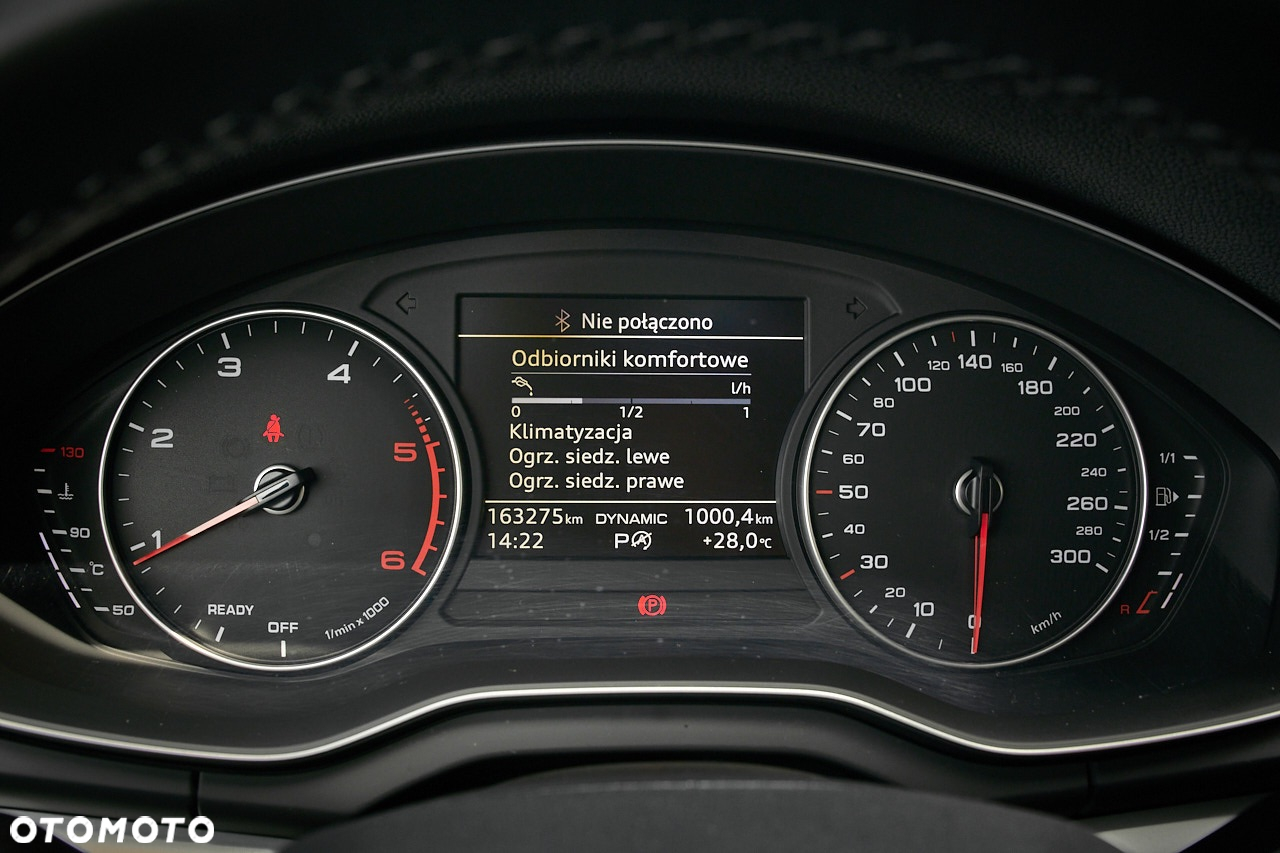 Nie połączono
Odbiorniki komfortowe
l/h
0 1/2 1
Klimatyzacja
Ogrz. siedz. lewe
Ogrz. siedz. prawe
163275km DYNAMIC 1000,4km
14:22 P A +28,0°C
P
1 2 3 4 5 6
READY
OFF
1/min x 1000
130
90
°C
50
0 10 20 30 40 50 60 70 80 100 120 140 160 180 200 220 240 260 280 300
km/h
1/1
1/2
R
OTOMOTO